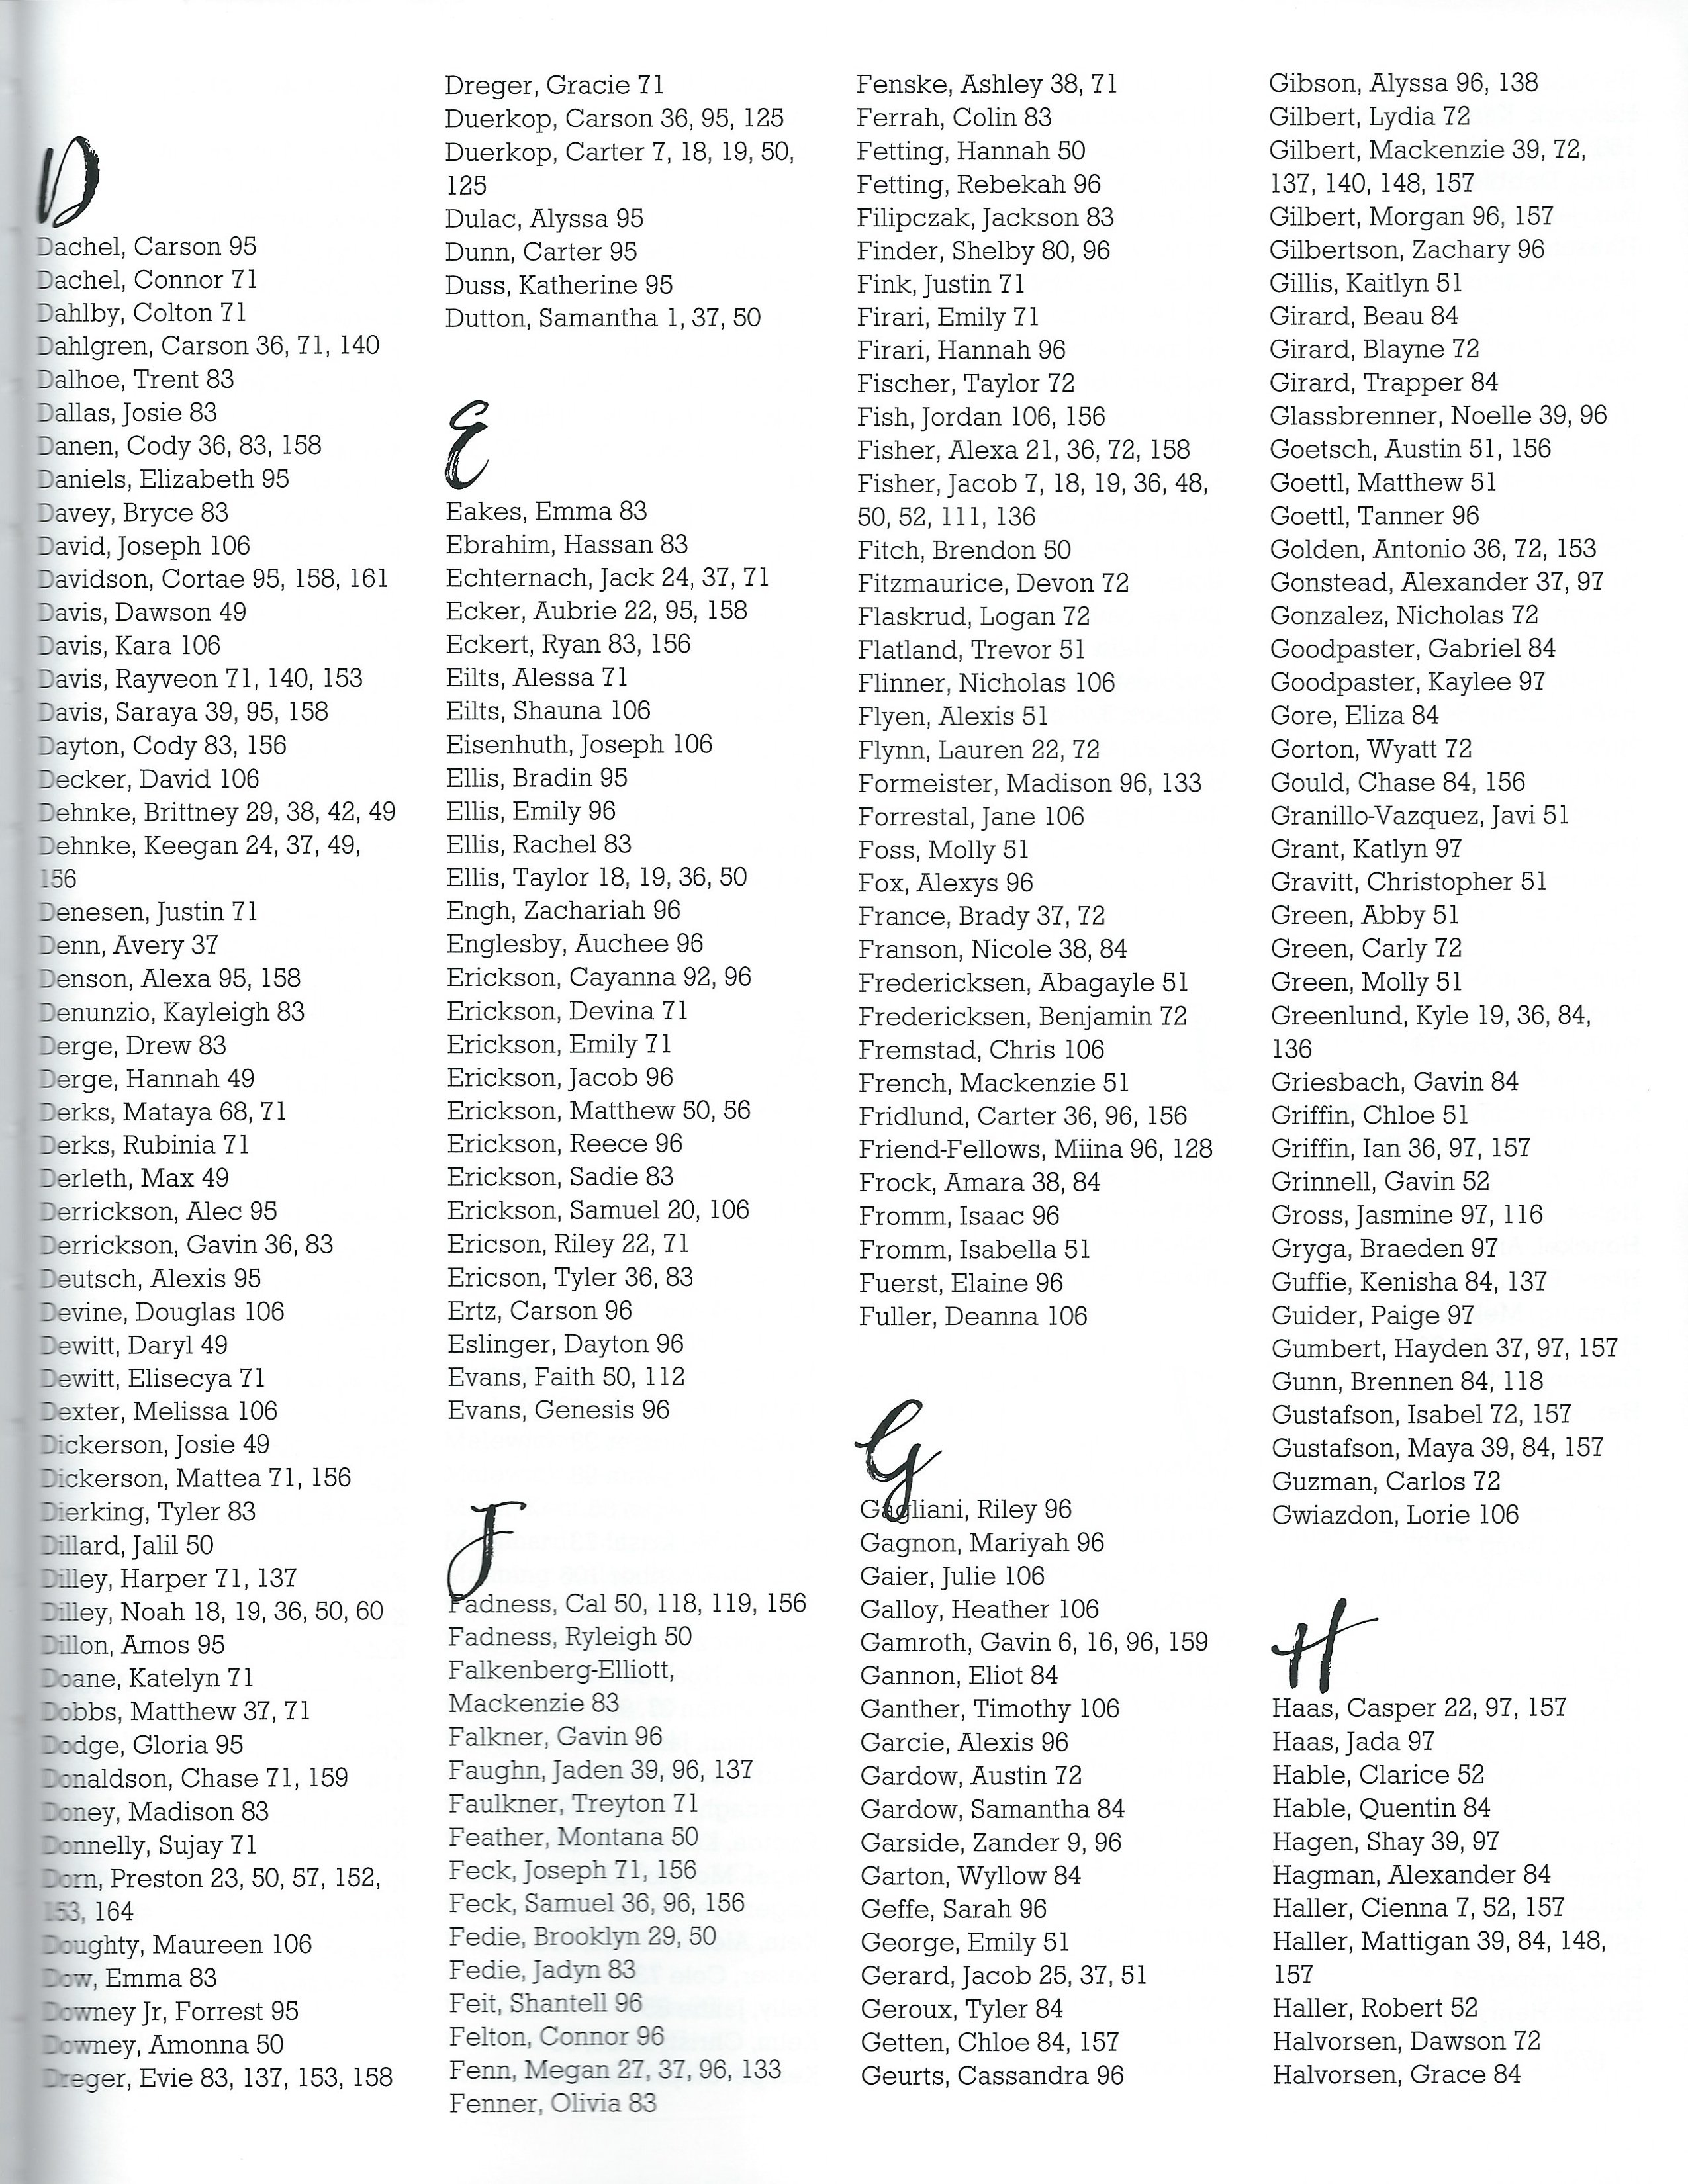 D
Dachel, Carson 95
Dachel, Connor 71
Dahlby, Colton 71
Dahlgren, Carson 36, 71, 140
Dalhoe, Trent 83
Dallas, Josie 83
Danen, Cody 36, 83, 158
Daniels, Elizabeth 95
Davey, Bryce 83
David, Joseph 106
Davidson, Cortae 95, 158, 161
Davis, Dawson 49
Davis, Kara 106
Davis, Rayveon 71, 140, 153
Davis, Saraya 39, 95, 158
Dayton, Cody 83, 156
Decker, David 106
Dehnke, Brittney 29, 38, 42, 49
Dehnke, Keegan 24, 37, 49,
156
Denesen, Justin 71
Denn, Avery 37
Denson, Alexa 95, 158
Denunzio, Kayleigh 83
Derge, Drew 83
Derge, Hannah 49
Derks, Mataya 68, 71
Derks, Rubinia 71
Derleth, Max 49
Derrickson, Alec 95
Derrickson, Gavin 36, 83
Deutsch, Alexis 95
Devine, Douglas 106
Dewitt, Daryl 49
Dewitt, Elisecya 71
Dexter, Melissa 106
Dickerson, Josie 49
Dickerson, Mattea 71, 156
Dierking, Tyler 83
Dillard, Jalil 50
Dilley, Harper 71, 137
Dilley, Noah 18, 19, 36, 50, 60
Dillon, Amos 95
Doane, Katelyn 71
Dobbs, Matthew 37, 71
Dodge, Gloria 95
Donaldson, Chase 71, 159
Doney, Madison 83
Donnelly, Sujay 71
Dorn, Preston 23, 50, 57, 152,
153, 164
Doughty, Maureen 106
Dow, Emma 83
Downey Jr, Forrest 95
Downey, Amonna 50
Dreger, Evie 83, 137, 153, 158
Dreger, Gracie 71
Duerkop, Carson 36, 95, 125
Duerkop, Carter 7, 18, 19, 50,
125
Dulac, Alyssa 95
Dunn, Carter 95
Duss, Katherine 95
Dutton, Samantha 1, 37, 50
E
Eakes, Emma 83
Ebrahim, Hassan 83
Echternach, Jack 24, 37, 71
Ecker, Aubrie 22, 95, 158
Eckert, Ryan 83, 156
Eilts, Alessa 71
Eilts, Shauna 106
Eisenhuth, Joseph 106
Ellis, Bradin 95
Ellis, Emily 96
Ellis, Rachel 83
Ellis, Taylor 18, 19, 36, 50
Engh, Zachariah 96
Englesby, Auchee 96
Erickson, Cayanna 92, 96
Erickson, Devina 71
Erickson, Emily 71
Erickson, Jacob 96
Erickson, Matthew 50, 56
Erickson, Reece 96
Erickson, Sadie 83
Erickson, Samuel 20, 106
Ericson, Riley 22, 71
Ericson, Tyler 36, 83
Ertz, Carson 96
Eslinger, Dayton 96
Evans, Faith 50, 112
Evans, Genesis 96
F
Fadness, Cal 50, 118, 119, 156
Fadness, Ryleigh 50
Falkenberg-Elliott,
Mackenzie 83
Falkner, Gavin 96
Faughn, Jaden 39, 96, 137
Faulkner, Treyton 71
Feather, Montana 50
Feck, Joseph 71, 156
Feck, Samuel 36, 96, 156
Fedie, Brooklyn 29, 50
Fedie, Jadyn 83
Feit, Shantell 96
Felton, Connor 96
Fenn, Megan 27, 37, 96, 133
Fenner, Olivia 83
Fenske, Ashley 38, 71
Ferrah, Colin 83
Fetting, Hannah 50
Fetting, Rebekah 96
Filipczak, Jackson 83
Finder, Shelby 80, 96
Fink, Justin 71
Firari, Emily 71
Firari, Hannah 96
Fischer, Taylor 72
Fish, Jordan 106, 156
Fisher, Alexa 21, 36, 72, 158
Fisher, Jacob 7, 18, 19, 36, 48,
50, 52, 111, 136
Fitch, Brendon 50
Fitzmaurice, Devon 72
Flaskrud, Logan 72
Flatland, Trevor 51
Flinner, Nicholas 106
Flyen, Alexis 51
Flynn, Lauren 22, 72
Formeister, Madison 96, 133
Forrestal, Jane 106
Foss, Molly 51
Fox, Alexys 96
France, Brady 37, 72
Franson, Nicole 38, 84
Fredericksen, Abagayle 51
Fredericksen, Benjamin 72
Fremstad, Chris 106
French, Mackenzie 51
Fridlund, Carter 36, 96, 156
Friend-Fellows, Miina 96, 128
Frock, Amara 38, 84
Fromm, Isaac 96
Fromm, Isabella 51
Fuerst, Elaine 96
Fuller, Deanna 106
G
Gagliani, Riley 96
Gagnon, Mariyah 96
Gaier, Julie 106
Galloy, Heather 106
Gamroth, Gavin 6, 16, 96, 159
Gannon, Eliot 84
Ganther, Timothy 106
Garcie, Alexis 96
Gardow, Austin 72
Gardow, Samantha 84
Garside, Zander 9, 96
Garton, Wyllow 84
Geffe, Sarah 96
George, Emily 51
Gerard, Jacob 25, 37, 51
Geroux, Tyler 84
Getten, Chloe 84, 157
Geurts, Cassandra 96
Gibson, Alyssa 96, 138
Gilbert, Lydia 72
Gilbert, Mackenzie 39, 72,
137, 140, 148, 157
Gilbert, Morgan 96, 157
Gilbertson, Zachary 96
Gillis, Kaitlyn 51
Girard, Beau 84
Girard, Blayne 72
Girard, Trapper 84
Glassbrenner, Noelle 39, 96
Goetsch, Austin 51, 156
Goettl, Matthew 51
Goettl, Tanner 96
Golden, Antonio 36, 72, 153
Gonstead, Alexander 37, 97
Gonzalez, Nicholas 72
Goodpaster, Gabriel 84
Goodpaster, Kaylee 97
Gore, Eliza 84
Gorton, Wyatt 72
Gould, Chase 84, 156
Granillo-Vazquez, Javi 51
Grant, Katlyn 97
Gravitt, Christopher 51
Green, Abby 51
Green, Carly 72
Green, Molly 51
Greenlund, Kyle 19, 36, 84,
136
Griesbach, Gavin 84
Griffin, Chloe 51
Griffin, Ian 36, 97, 157
Grinnell, Gavin 52
Gross, Jasmine 97, 116
Gryga, Braeden 97
Guffie, Kenisha 84, 137
Guider, Paige 97
Gumbert, Hayden 37, 97, 157
Gunn, Brennen 84, 118
Gustafson, Isabel 72, 157
Gustafson, Maya 39, 84, 157
Guzman, Carlos 72
Gwiazdon, Lorie 106
H
Haas, Casper 22, 97, 157
Haas, Jada 97
Hable, Clarice 52
Hable, Quentin 84
Hagen, Shay 39, 97
Hagman, Alexander 84
Haller, Cienna 7, 52, 157
Haller, Mattigan 39, 84, 148,
157
Haller, Robert 52
Halvorsen, Dawson 72
Halvorsen, Grace 84